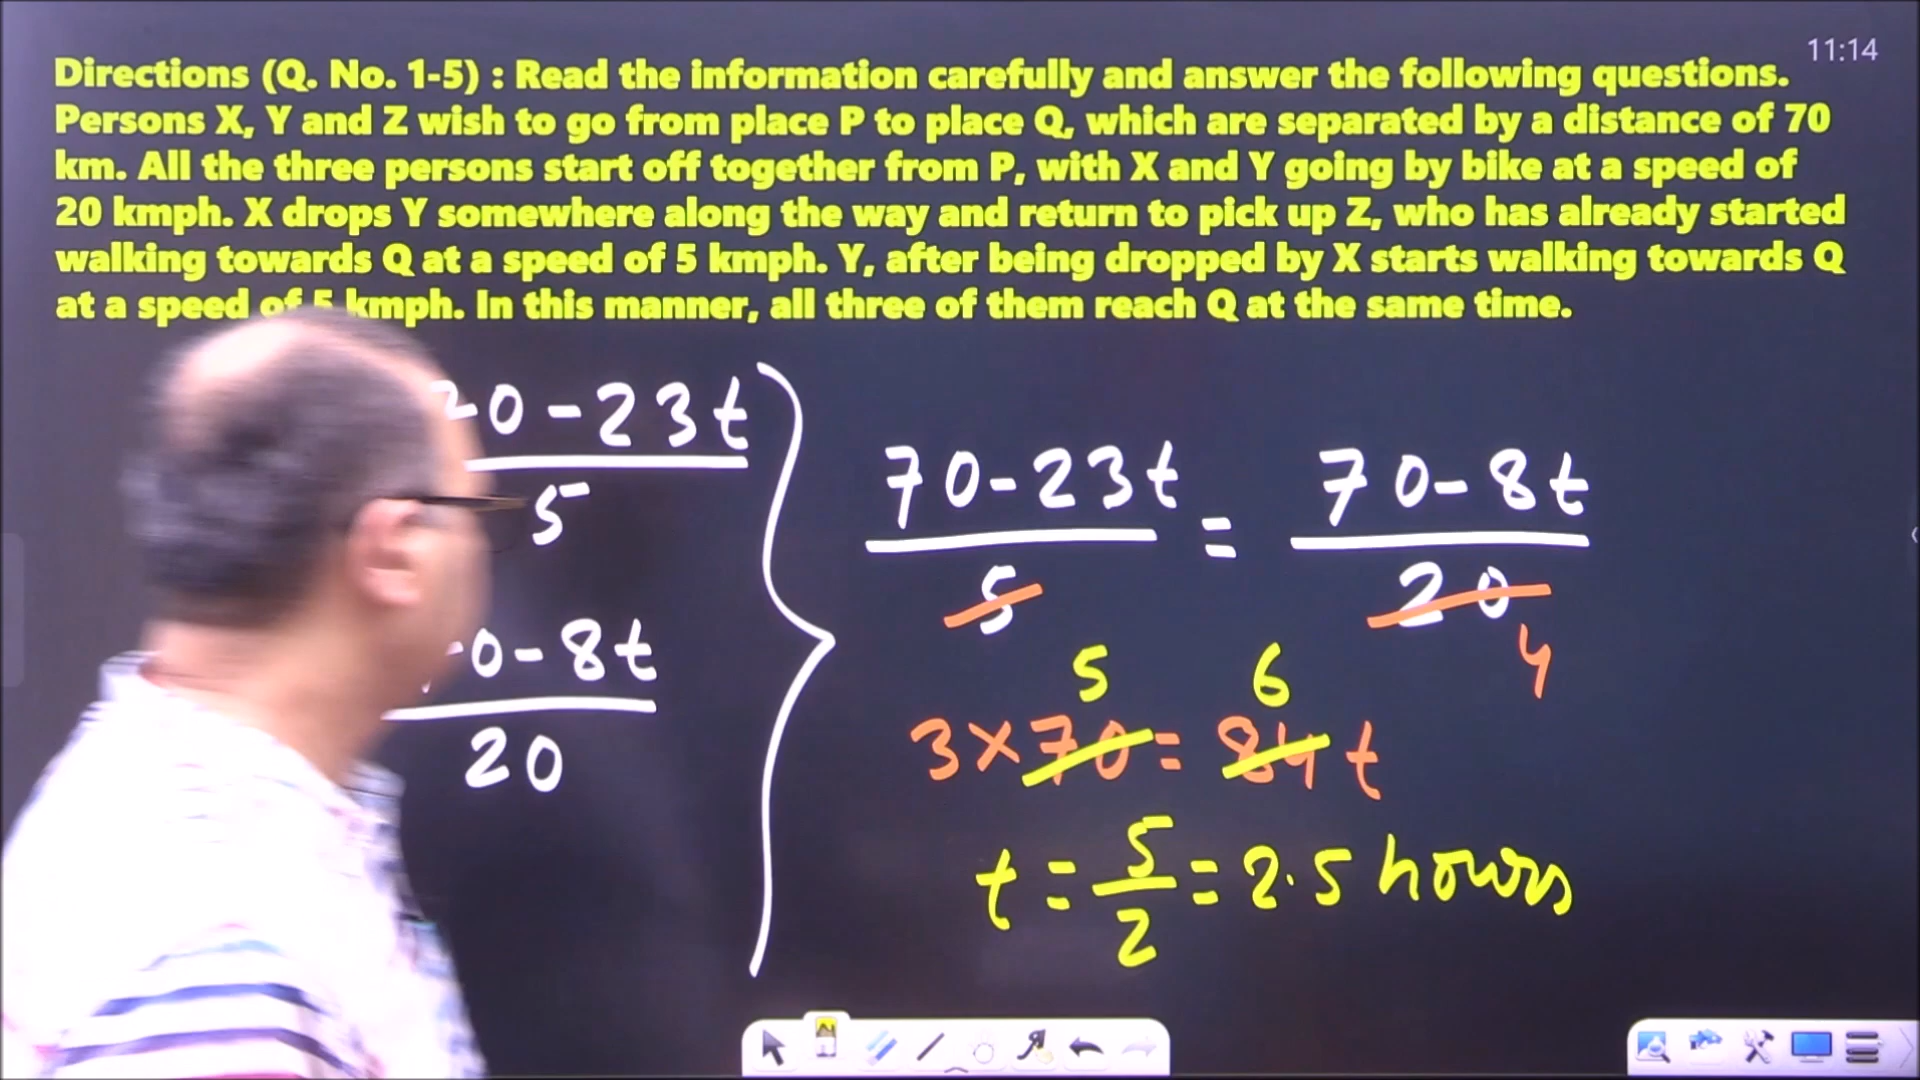 11:14
Directions (Q. No. 1-5) : Read the information carefully and answer the following questions.
Persons X, Y and Z wish to go from place P to place Q, which are separated by a distance of 70
km. All the three persons start off together from P, with X and Y going by bike at a speed of
20 kmph. X drops Y somewhere along the way and return to pick up Z, who has already started
walking towards Q at a speed of 5 kmph. Y, after being dropped by X starts walking towards Q
at a speed of 5 kmph. In this manner, all three of them reach Q at the same time.
0-23t
5
0-8t
20
70-23t = 70-8t
5 20
4
5 6
3×70 = 84t
t = 5/2 = 2.5 hours